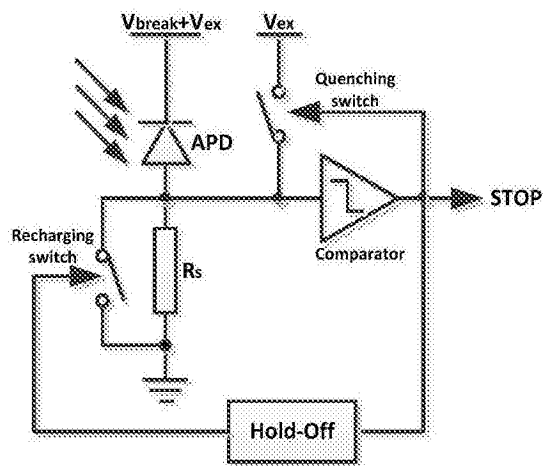 Vbreak+Vex
Vex
Quenching
switch
APD
STOP
Recharging
switch
Rs
Comparator
Hold-Off